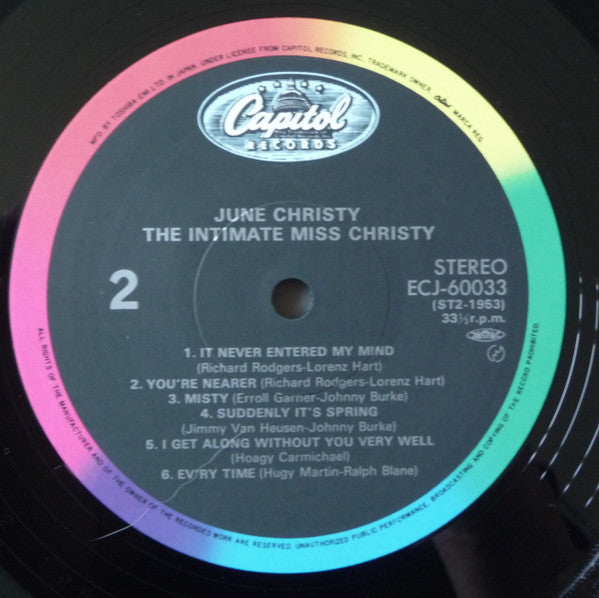 MFD. BY TOSHIBA-EMI LTD. IN JAPAN, UNDER LICENSE FROM CAPITOL RECORDS, INC. TRADEMARK OWNER. Capitol MARCA REG.
Capitol
RECORDS
JUNE CHRISTY
THE INTIMATE MISS CHRISTY
2
STEREO
ECJ-60033
(ST2-1953)
33⅓ r.p.m.
1. IT NEVER ENTERED MY MIND
(Richard Rodgers-Lorenz Hart)
2. YOU'RE NEARER (Richard Rodgers-Lorenz Hart)
3. MISTY (Erroll Garner-Johnny Burke)
4. SUDDENLY IT'S SPRING
(Jimmy Van Heusen-Johnny Burke)
5. I GET ALONG WITHOUT YOU VERY WELL
(Hoagy Carmichael)
6. EV'RY TIME (Hugy Martin-Ralph Blane)
ALL RIGHTS OF THE MANUFACTURER AND OF THE OWNER OF THE RECORDED WORK ARE RESERVED. UNAUTHORIZED PUBLIC PERFORMANCE, BROADCASTING AND COPYING OF THE RECORD PROHIBITED.